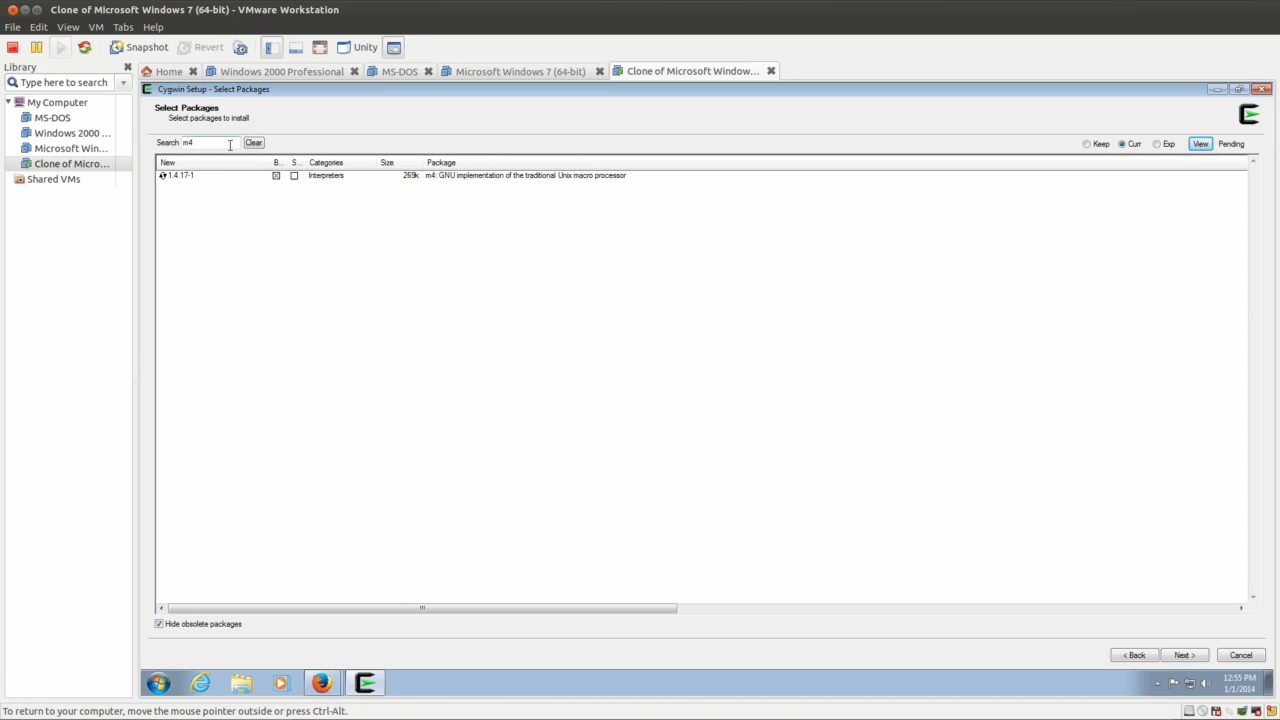 Clone of Microsoft Windows 7 (64-bit) - VMware Workstation
File Edit View VM Tabs Help
Snapshot Revert Unity
Library
Type here to search
My Computer
MS-DOS
Windows 2000 ...
Microsoft Win...
Clone of Micro...
Shared VMs
Home Windows 2000 Professional MS-DOS Microsoft Windows 7 (64-bit) Clone of Microsoft Window...
Cygwin Setup - Select Packages
Select Packages
Select packages to install
Search m4 Clear Keep Curr Exp View Pending
New B... S... Categories Size Package
1.4.17-1 Interpreters 269k m4: GNU implementation of the traditional Unix macro processor
Hide obsolete packages
< Back Next > Cancel
12:55 PM
1/1/2014
To return to your computer, move the mouse pointer outside or press Ctrl-Alt.